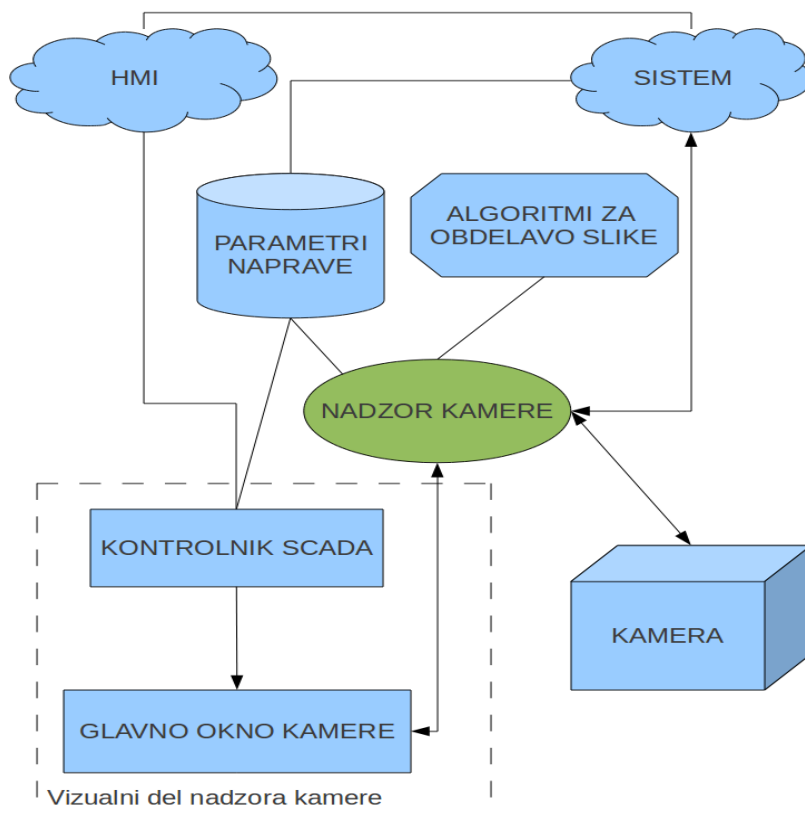 HMI
SISTEM
PARAMETRI
NAPRAVE
ALGORITMI ZA
OBDELAVO SLIKE
NADZOR KAMERE
KONTROLNIK SCADA
KAMERA
GLAVNO OKNO KAMERE
Vizualni del nadzora kamere